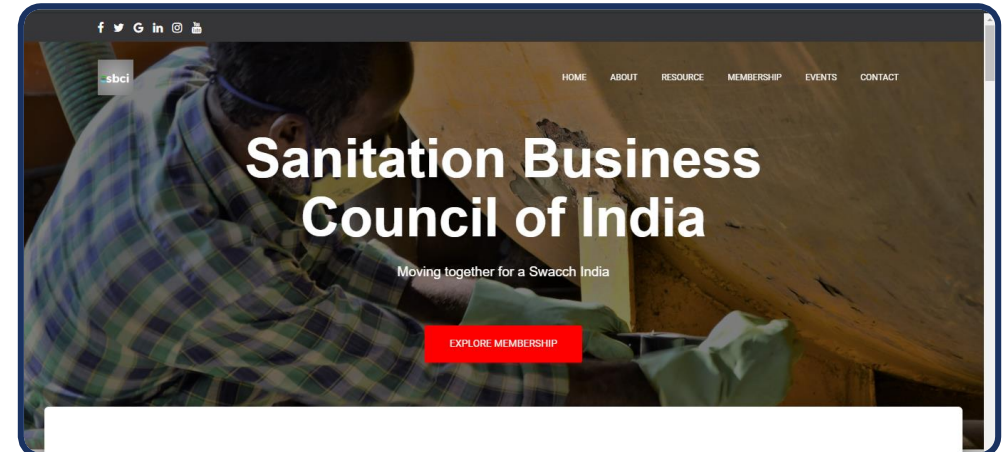 sbci
HOME ABOUT RESOURCE MEMBERSHIP EVENTS CONTACT
Sanitation Business
Council of India
Moving together for a Swacch India
EXPLORE MEMBERSHIP